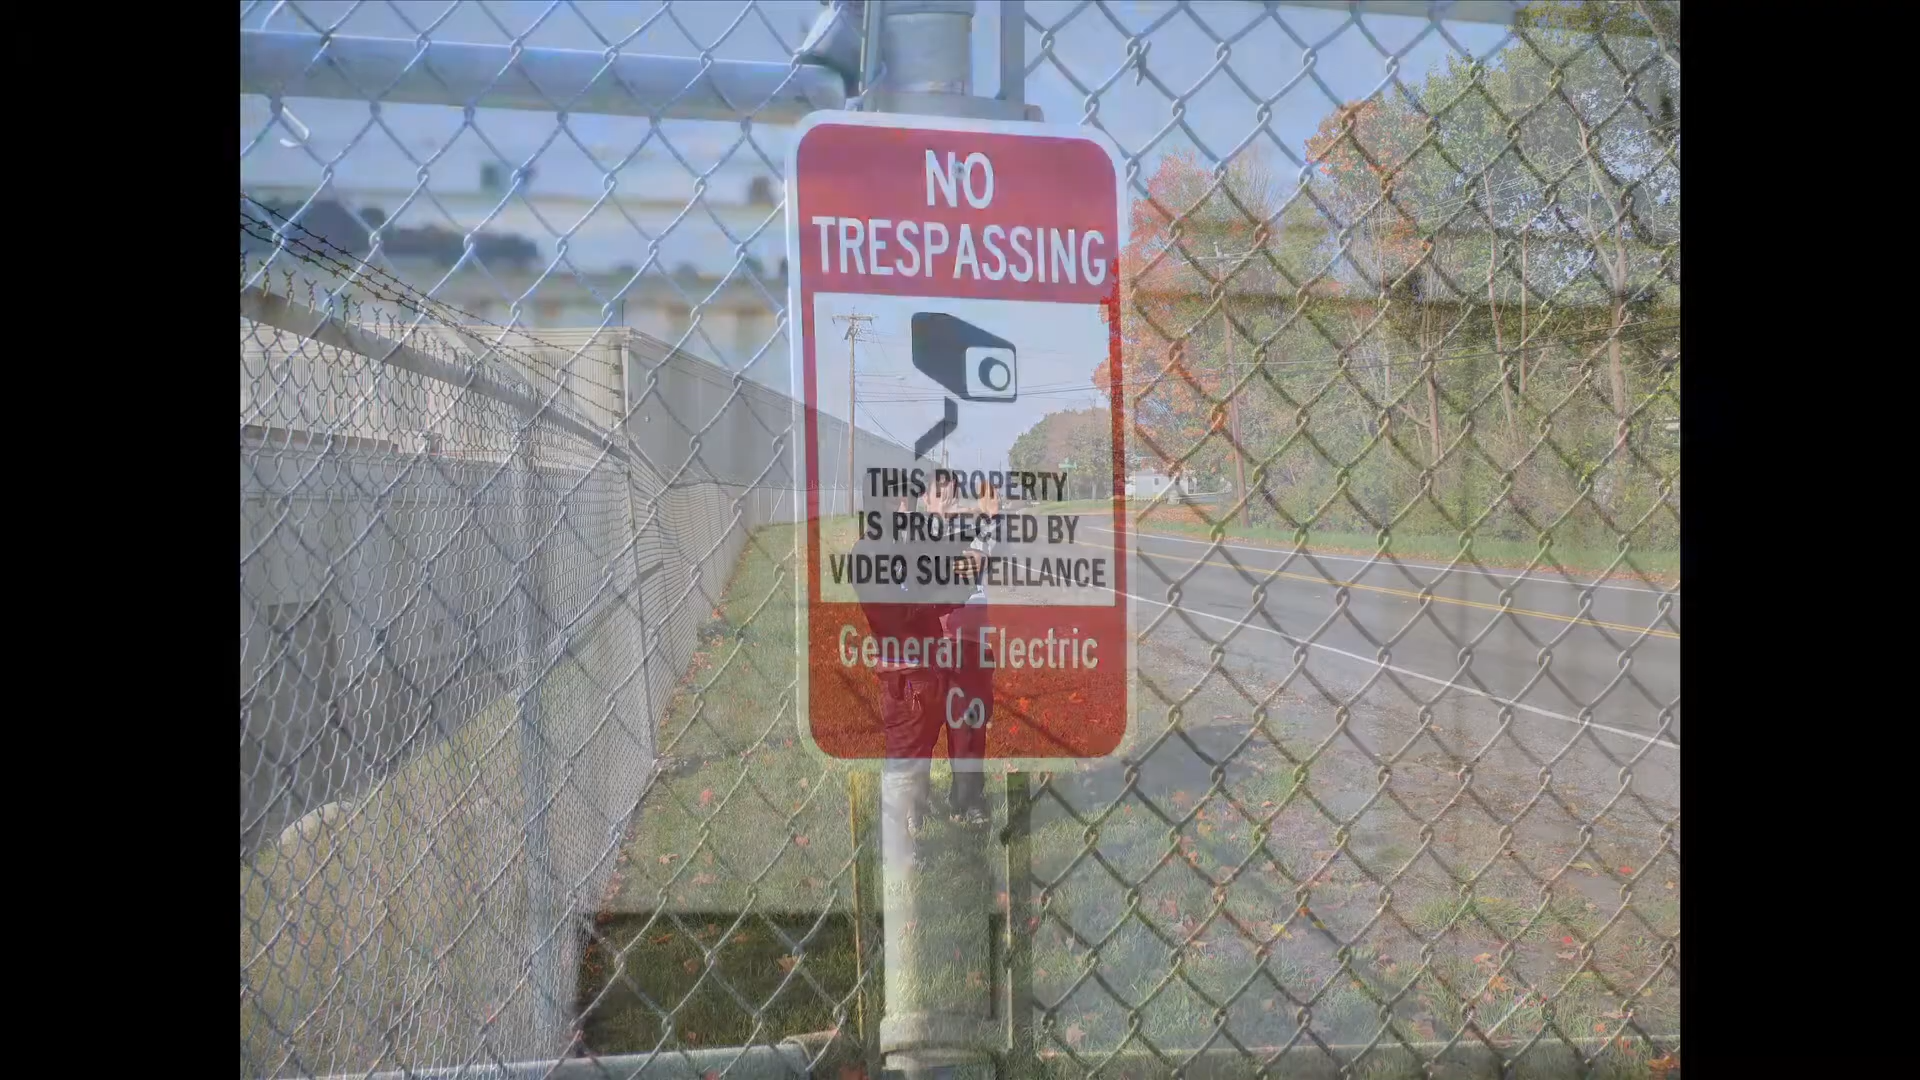 NO
TRESPASSING
THIS PROPERTY
IS PROTECTED BY
VIDEO SURVEILLANCE
General Electric
Co.